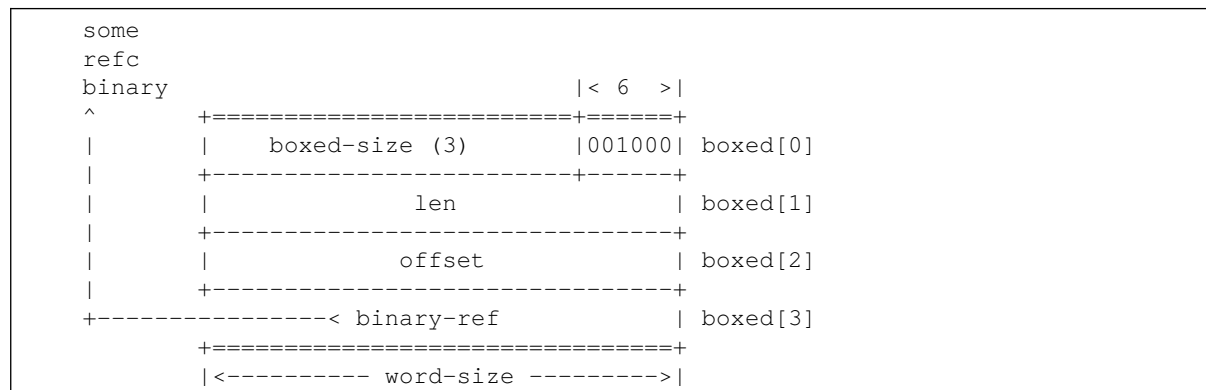 some
refc
binary                            |< 6  >|
^       +=========================+======+
|       |    boxed-size (3)       |001000| boxed[0]
|       +-------------------------+------+
|       |              len               | boxed[1]
|       +--------------------------------+
|       |             offset             | boxed[2]
|       +--------------------------------+
+----------------< binary-ref            | boxed[3]
        +================================+
        |<---------- word-size --------->|